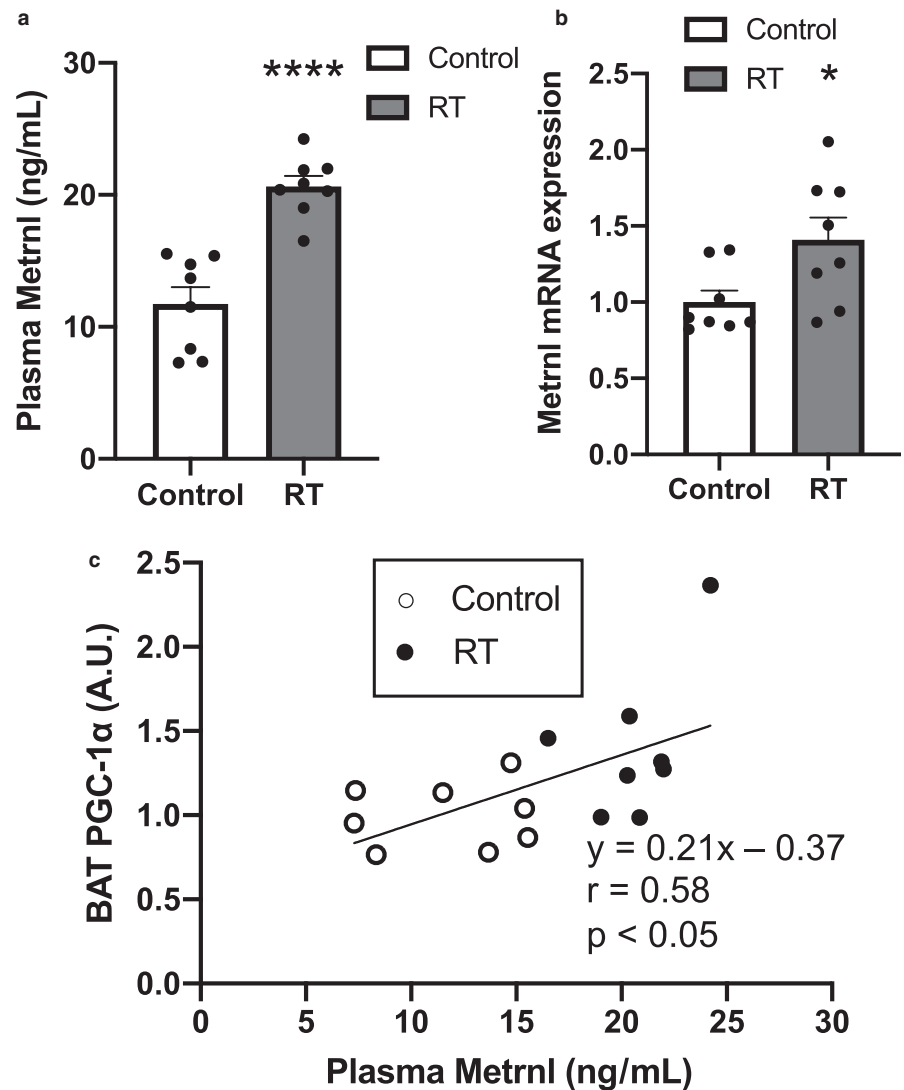 a
30
20
10
0
Plasma Metrnl (ng/mL)
****
Control
RT
Control
RT
b
2.5
2.0
1.5
1.0
0.5
0.0
Metrnl mRNA expression
Control
RT
*
Control
RT
c
2.5
2.0
1.5
1.0
0.5
0.0
BAT PGC-1α (A.U.)
Control
RT
y = 0.21x – 0.37
r = 0.58
p < 0.05
0 5 10 15 20 25 30
Plasma Metrnl (ng/mL)